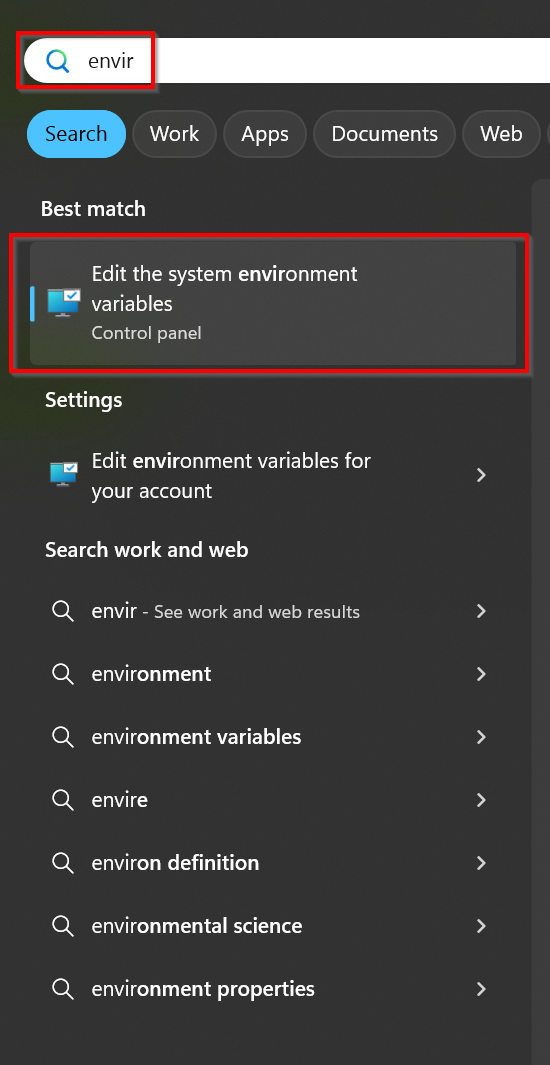 envir
Search Work Apps Documents Web
Best match
Edit the system environment
variables
Control panel
Settings
Edit environment variables for
your account
Search work and web
envir - See work and web results
environment
environment variables
envire
environ definition
environmental science
environment properties